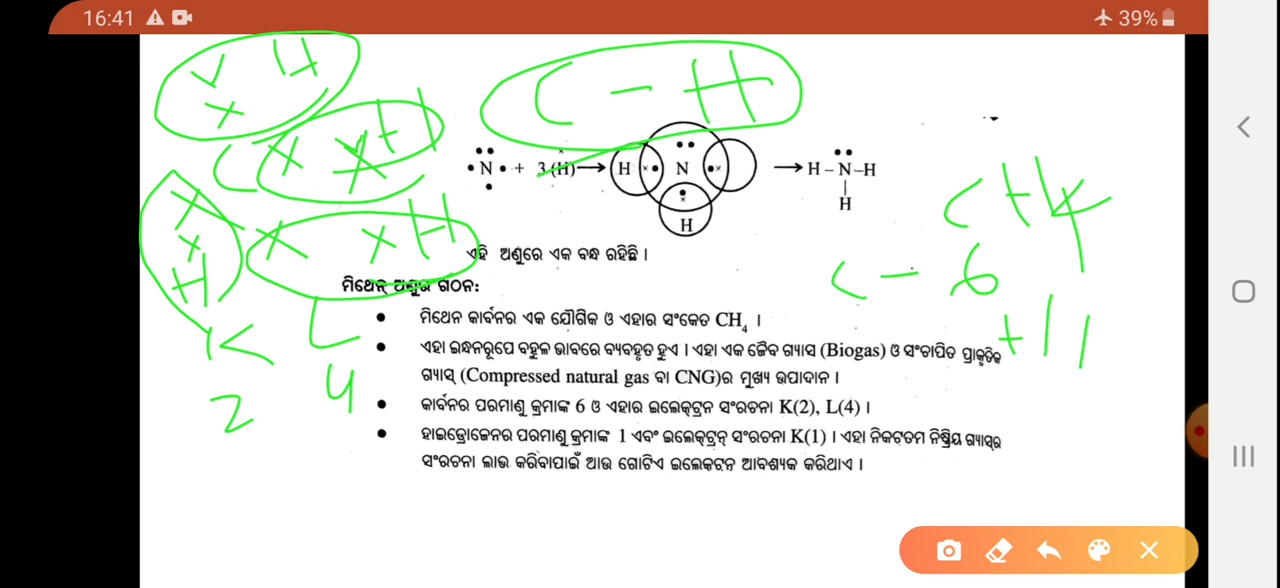 16:41
39%
C - H
N + 3(H) → H N H → H - N - H
H
H
ଏହି ଅଣୁରେ ଏକ ବନ୍ଧ ରହିଛି ।
CH4
C - 6
H 1
ମିଥେନ୍ ଅଣୁର ଗଠନ:
• ମିଥେନ କାର୍ବନର ଏକ ଯୌଗିକ ଓ ଏହାର ସଂକେତ CH4 ।
• ଏହା ଇନ୍ଧନରୂପେ ବହୁଳ ଭାବରେ ବ୍ୟବହୃତ ହୁଏ । ଏହା ଏକ ଜୈବ ଗ୍ୟାସ (Biogas) ଓ ସଂଚାପିତ ପ୍ରାକୃତିକ
ଗ୍ୟାସ୍ (Compressed natural gas ବା CNG)ର ମୁଖ୍ୟ ଉପାଦାନ ।
• କାର୍ବନର ପରମାଣୁ କ୍ରମାଙ୍କ 6 ଓ ଏହାର ଇଲେକ୍ଟ୍ରନ ସଂରଚନା K(2), L(4) ।
• ହାଇଡ୍ରୋଜେନର ପରମାଣୁ କ୍ରମାଙ୍କ 1 ଏବଂ ଇଲେକ୍ଟ୍ରନ୍ ସଂରଚନା K(1) । ଏହା ନିକଟତମ ନିଷ୍କ୍ରିୟ ଗ୍ୟାସ୍ର
ସଂରଚନା ଲାଭ କରିବାପାଇଁ ଆଉ ଗୋଟିଏ ଇଲେକଟ୍ରନ ଆବଶ୍ୟକ କରିଥାଏ ।
K L
2 4